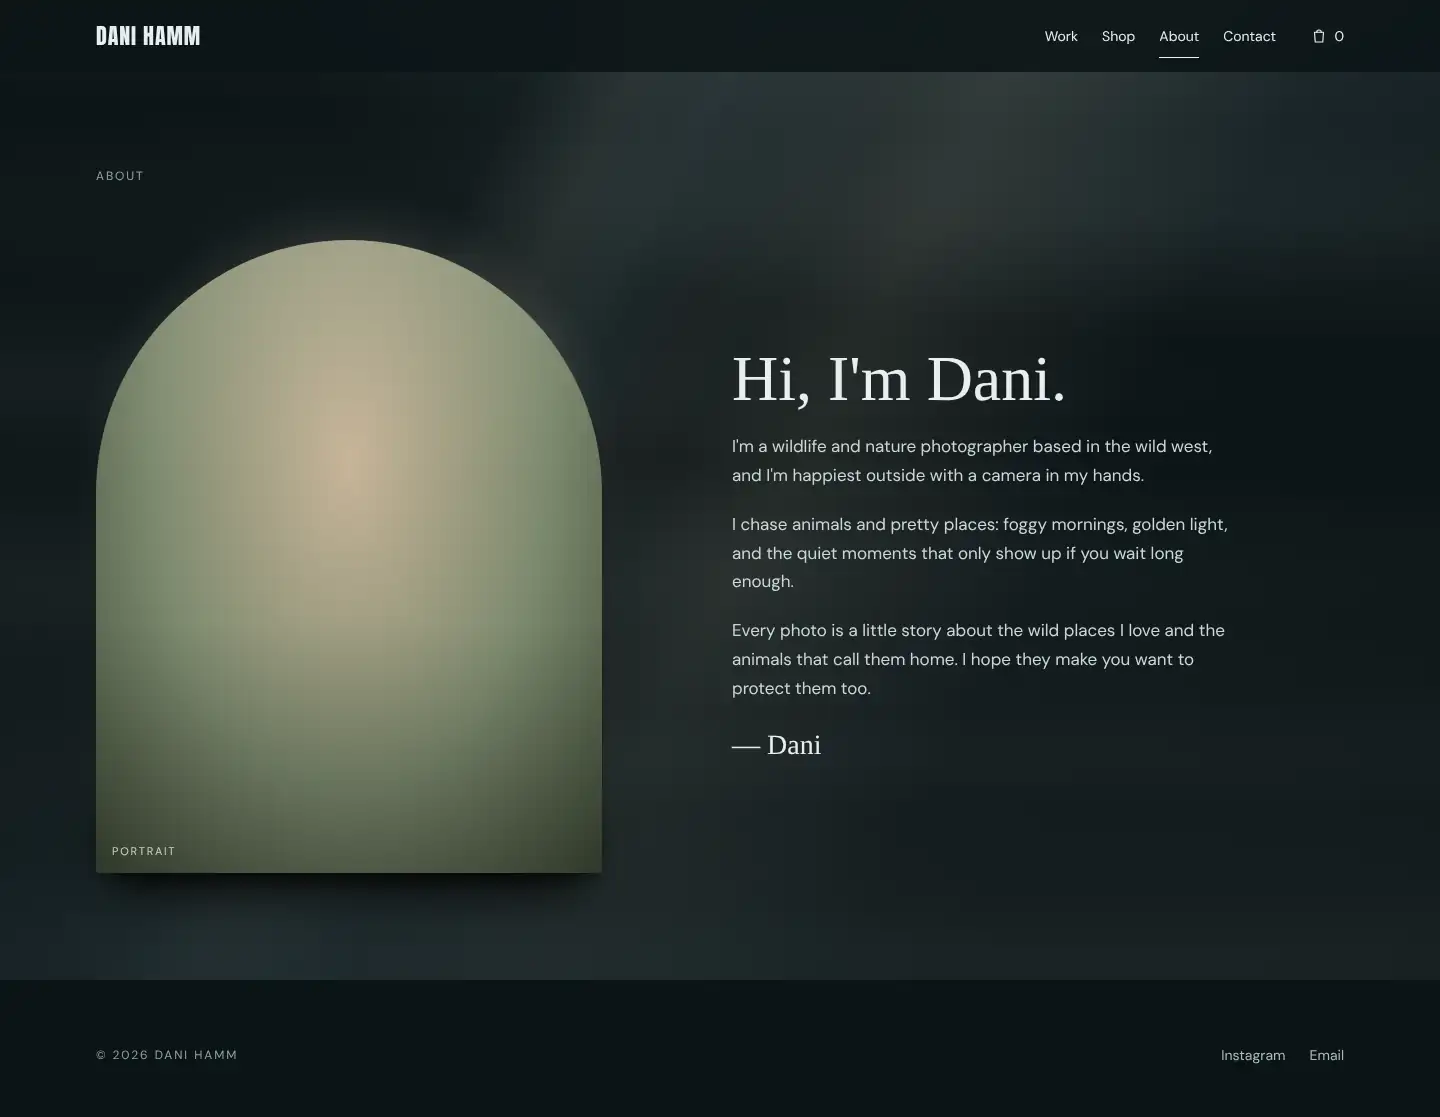 DANI HAMM
Work Shop About Contact 0
ABOUT
Hi, I'm Dani.
I'm a wildlife and nature photographer based in the wild west,
and I'm happiest outside with a camera in my hands.
I chase animals and pretty places: foggy mornings, golden light,
and the quiet moments that only show up if you wait long
enough.
Every photo is a little story about the wild places I love and the
animals that call them home. I hope they make you want to
protect them too.
— Dani
PORTRAIT
© 2026 DANI HAMM
Instagram Email